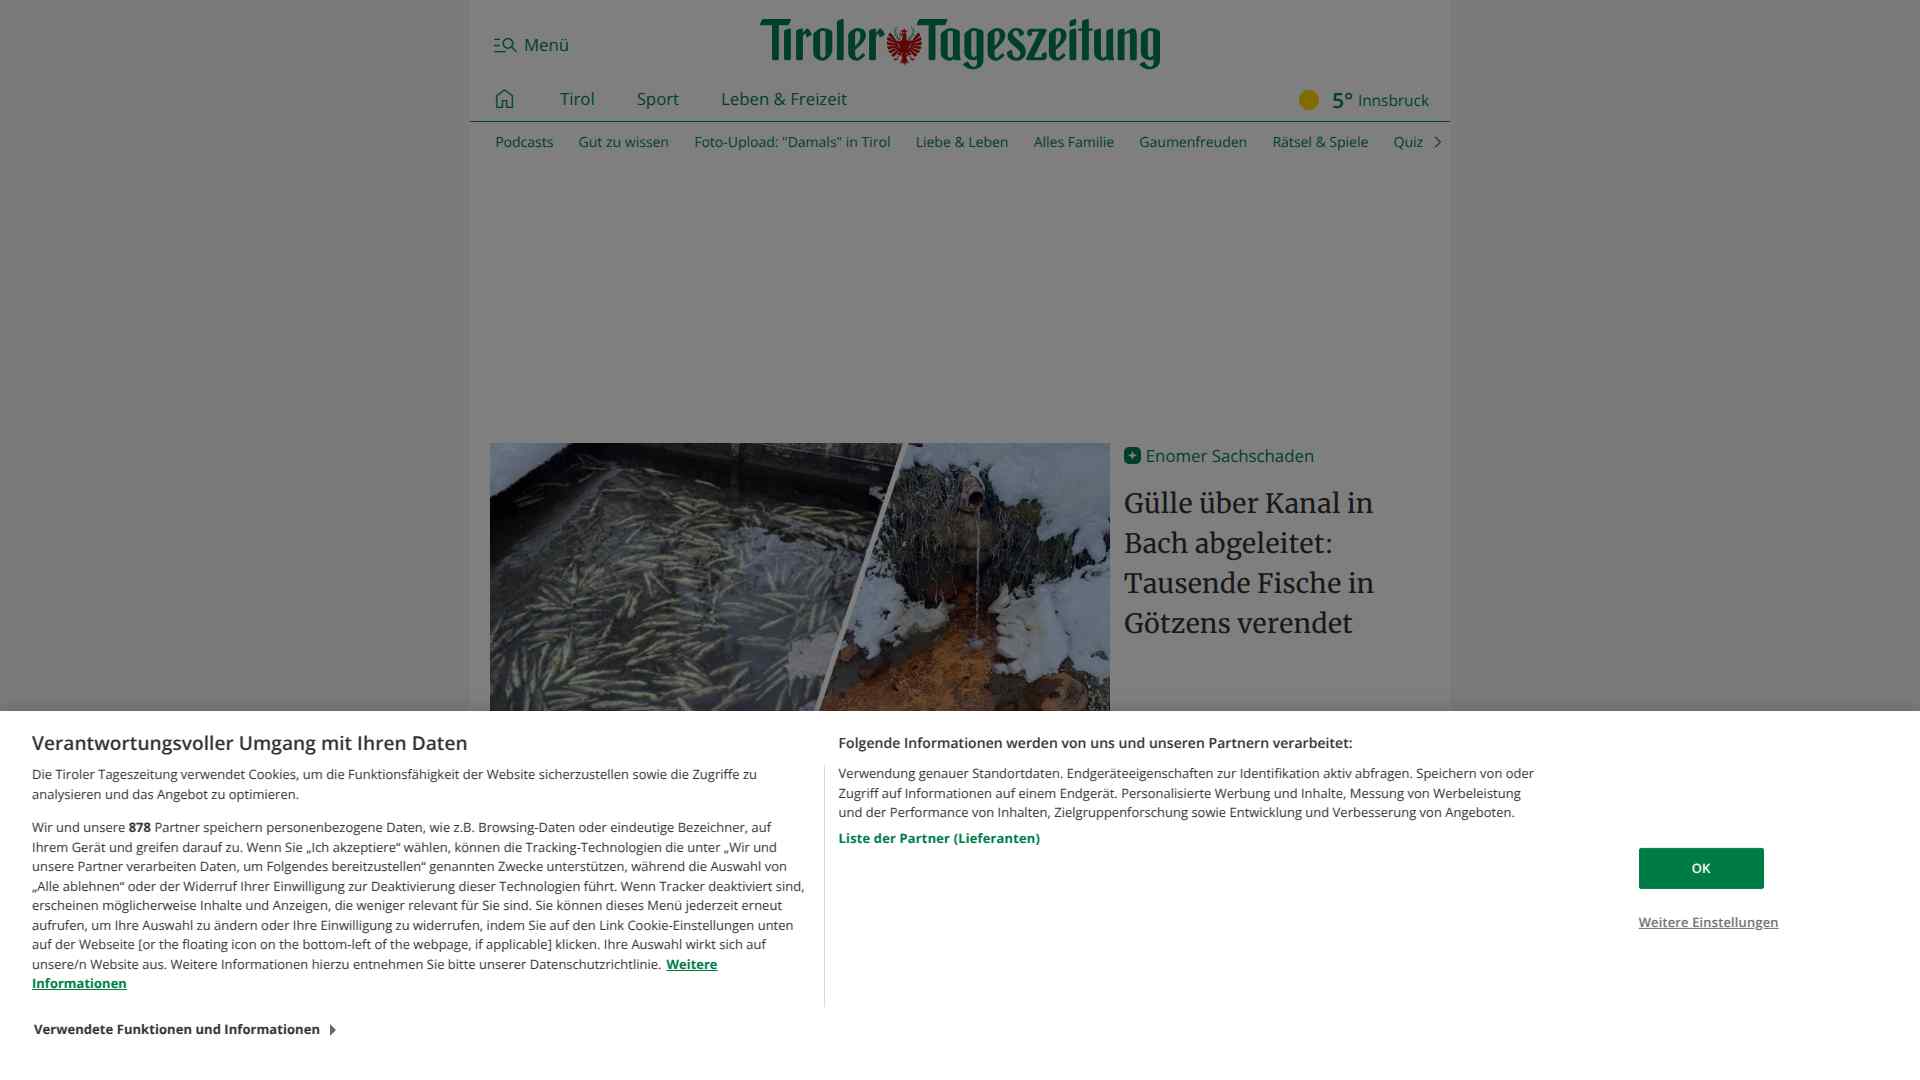 Menü
Tiroler Tageszeitung
Tirol
Sport
Leben & Freizeit
5° Innsbruck
Podcasts
Gut zu wissen
Foto-Upload: "Damals" in Tirol
Liebe & Leben
Alles Familie
Gaumenfreuden
Rätsel & Spiele
Quiz
Enomer Sachschaden
Gülle über Kanal in
Bach abgeleitet:
Tausende Fische in
Götzens verendet
Verantwortungsvoller Umgang mit Ihren Daten
Die Tiroler Tageszeitung verwendet Cookies, um die Funktionsfähigkeit der Website sicherzustellen sowie die Zugriffe zu
analysieren und das Angebot zu optimieren.
Wir und unsere 878 Partner speichern personenbezogene Daten, wie z.B. Browsing-Daten oder eindeutige Bezeichner, auf
Ihrem Gerät und greifen darauf zu. Wenn Sie „Ich akzeptiere“ wählen, können die Tracking-Technologien die unter „Wir und
unsere Partner verarbeiten Daten, um Folgendes bereitzustellen“ genannten Zwecke unterstützen, während die Auswahl von
„Alle ablehnen“ oder der Widerruf Ihrer Einwilligung zur Deaktivierung dieser Technologien führt. Wenn Tracker deaktiviert sind,
erscheinen möglicherweise Inhalte und Anzeigen, die weniger relevant für Sie sind. Sie können dieses Menü jederzeit erneut
aufrufen, um Ihre Auswahl zu ändern oder Ihre Einwilligung zu widerrufen, indem Sie auf den Link Cookie-Einstellungen unten
auf der Webseite [or the floating icon on the bottom-left of the webpage, if applicable] klicken. Ihre Auswahl wirkt sich auf
unsere/n Website aus. Weitere Informationen hierzu entnehmen Sie bitte unserer Datenschutzrichtlinie. Weitere
Informationen
Verwendete Funktionen und Informationen
Folgende Informationen werden von uns und unseren Partnern verarbeitet:
Verwendung genauer Standortdaten. Endgeräteeigenschaften zur Identifikation aktiv abfragen. Speichern von oder
Zugriff auf Informationen auf einem Endgerät. Personalisierte Werbung und Inhalte, Messung von Werbeleistung
und der Performance von Inhalten, Zielgruppenforschung sowie Entwicklung und Verbesserung von Angeboten.
Liste der Partner (Lieferanten)
OK
Weitere Einstellungen